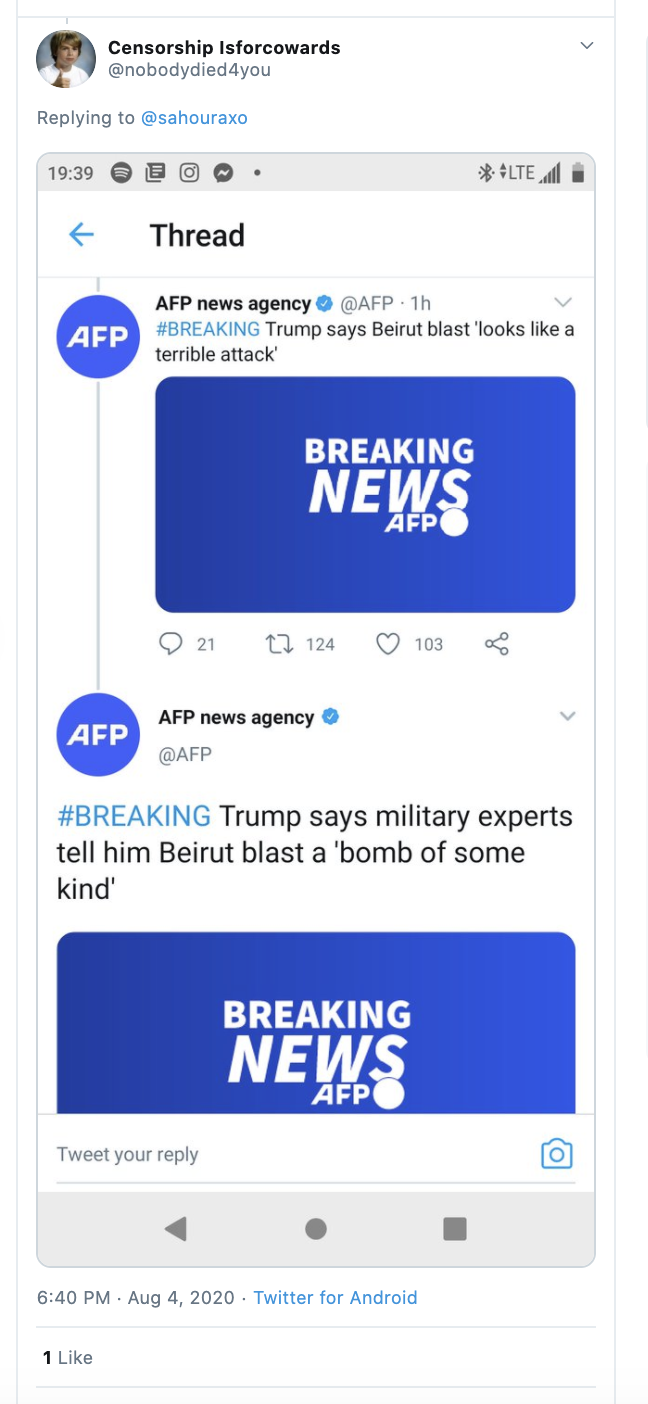 Censorship Isforcowards
@nobodydied4you
Replying to @sahouraxo
19:39
LTE
Thread
AFP
AFP news agency @AFP · 1h
#BREAKING Trump says Beirut blast 'looks like a
terrible attack'
BREAKING
NEWS
AFP
21 124 103
AFP
AFP news agency
@AFP
#BREAKING Trump says military experts
tell him Beirut blast a 'bomb of some
kind'
BREAKING
NEWS
AFP
Tweet your reply
6:40 PM · Aug 4, 2020 · Twitter for Android
1 Like